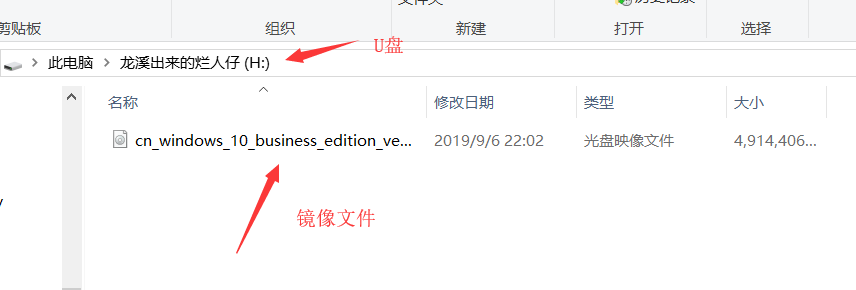 文件夹
历史记录
剪贴板
组织
新建
打开
选择
此电脑
龙溪出来的烂人仔 (H:)
U盘
名称
修改日期
类型
大小
cn_windows_10_business_edition_ve...
2019/9/6 22:02
光盘映像文件
4,914,406...
镜像文件